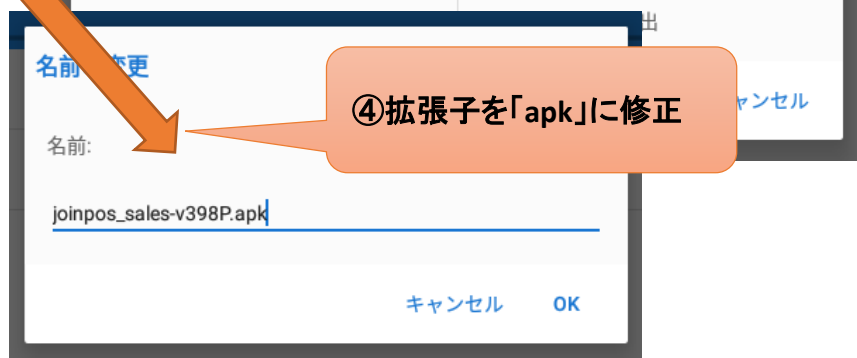 出
名前
変更
④拡張子を「apk」に修正
ャンセル
名前:
joinpos_sales-v398P.apk
キャンセル
OK